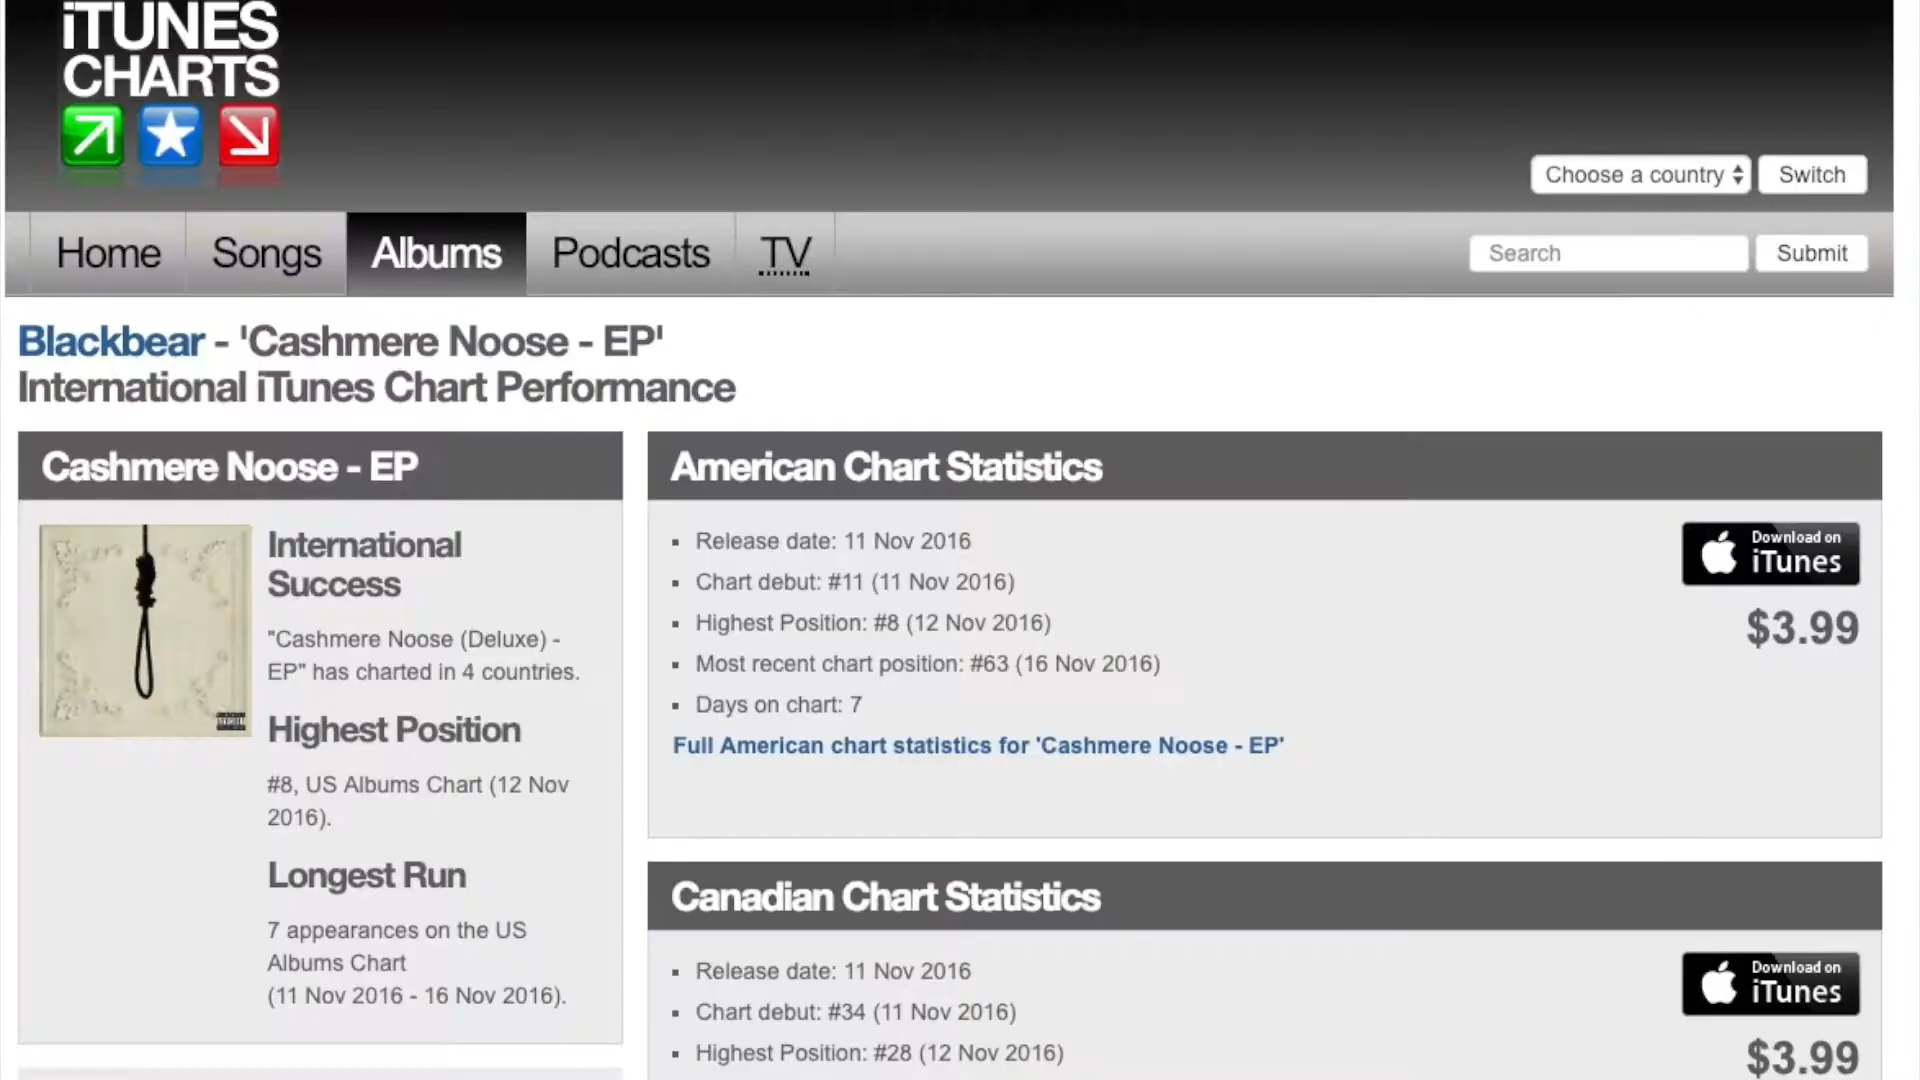 iTUNES
CHARTS
Choose a country
Switch
Home
Songs
Albums
Podcasts
TV
Search
Submit
Blackbear - 'Cashmere Noose - EP'
International iTunes Chart Performance
Cashmere Noose - EP
International
Success
"Cashmere Noose (Deluxe) -
EP" has charted in 4 countries.
Highest Position
#8, US Albums Chart (12 Nov
2016).
Longest Run
7 appearances on the US
Albums Chart
(11 Nov 2016 - 16 Nov 2016).
American Chart Statistics
Release date: 11 Nov 2016
Chart debut: #11 (11 Nov 2016)
Highest Position: #8 (12 Nov 2016)
Most recent chart position: #63 (16 Nov 2016)
Days on chart: 7
Full American chart statistics for 'Cashmere Noose - EP'
Download on
iTunes
$3.99
Canadian Chart Statistics
Release date: 11 Nov 2016
Chart debut: #34 (11 Nov 2016)
Highest Position: #28 (12 Nov 2016)
Download on
iTunes
$3.99